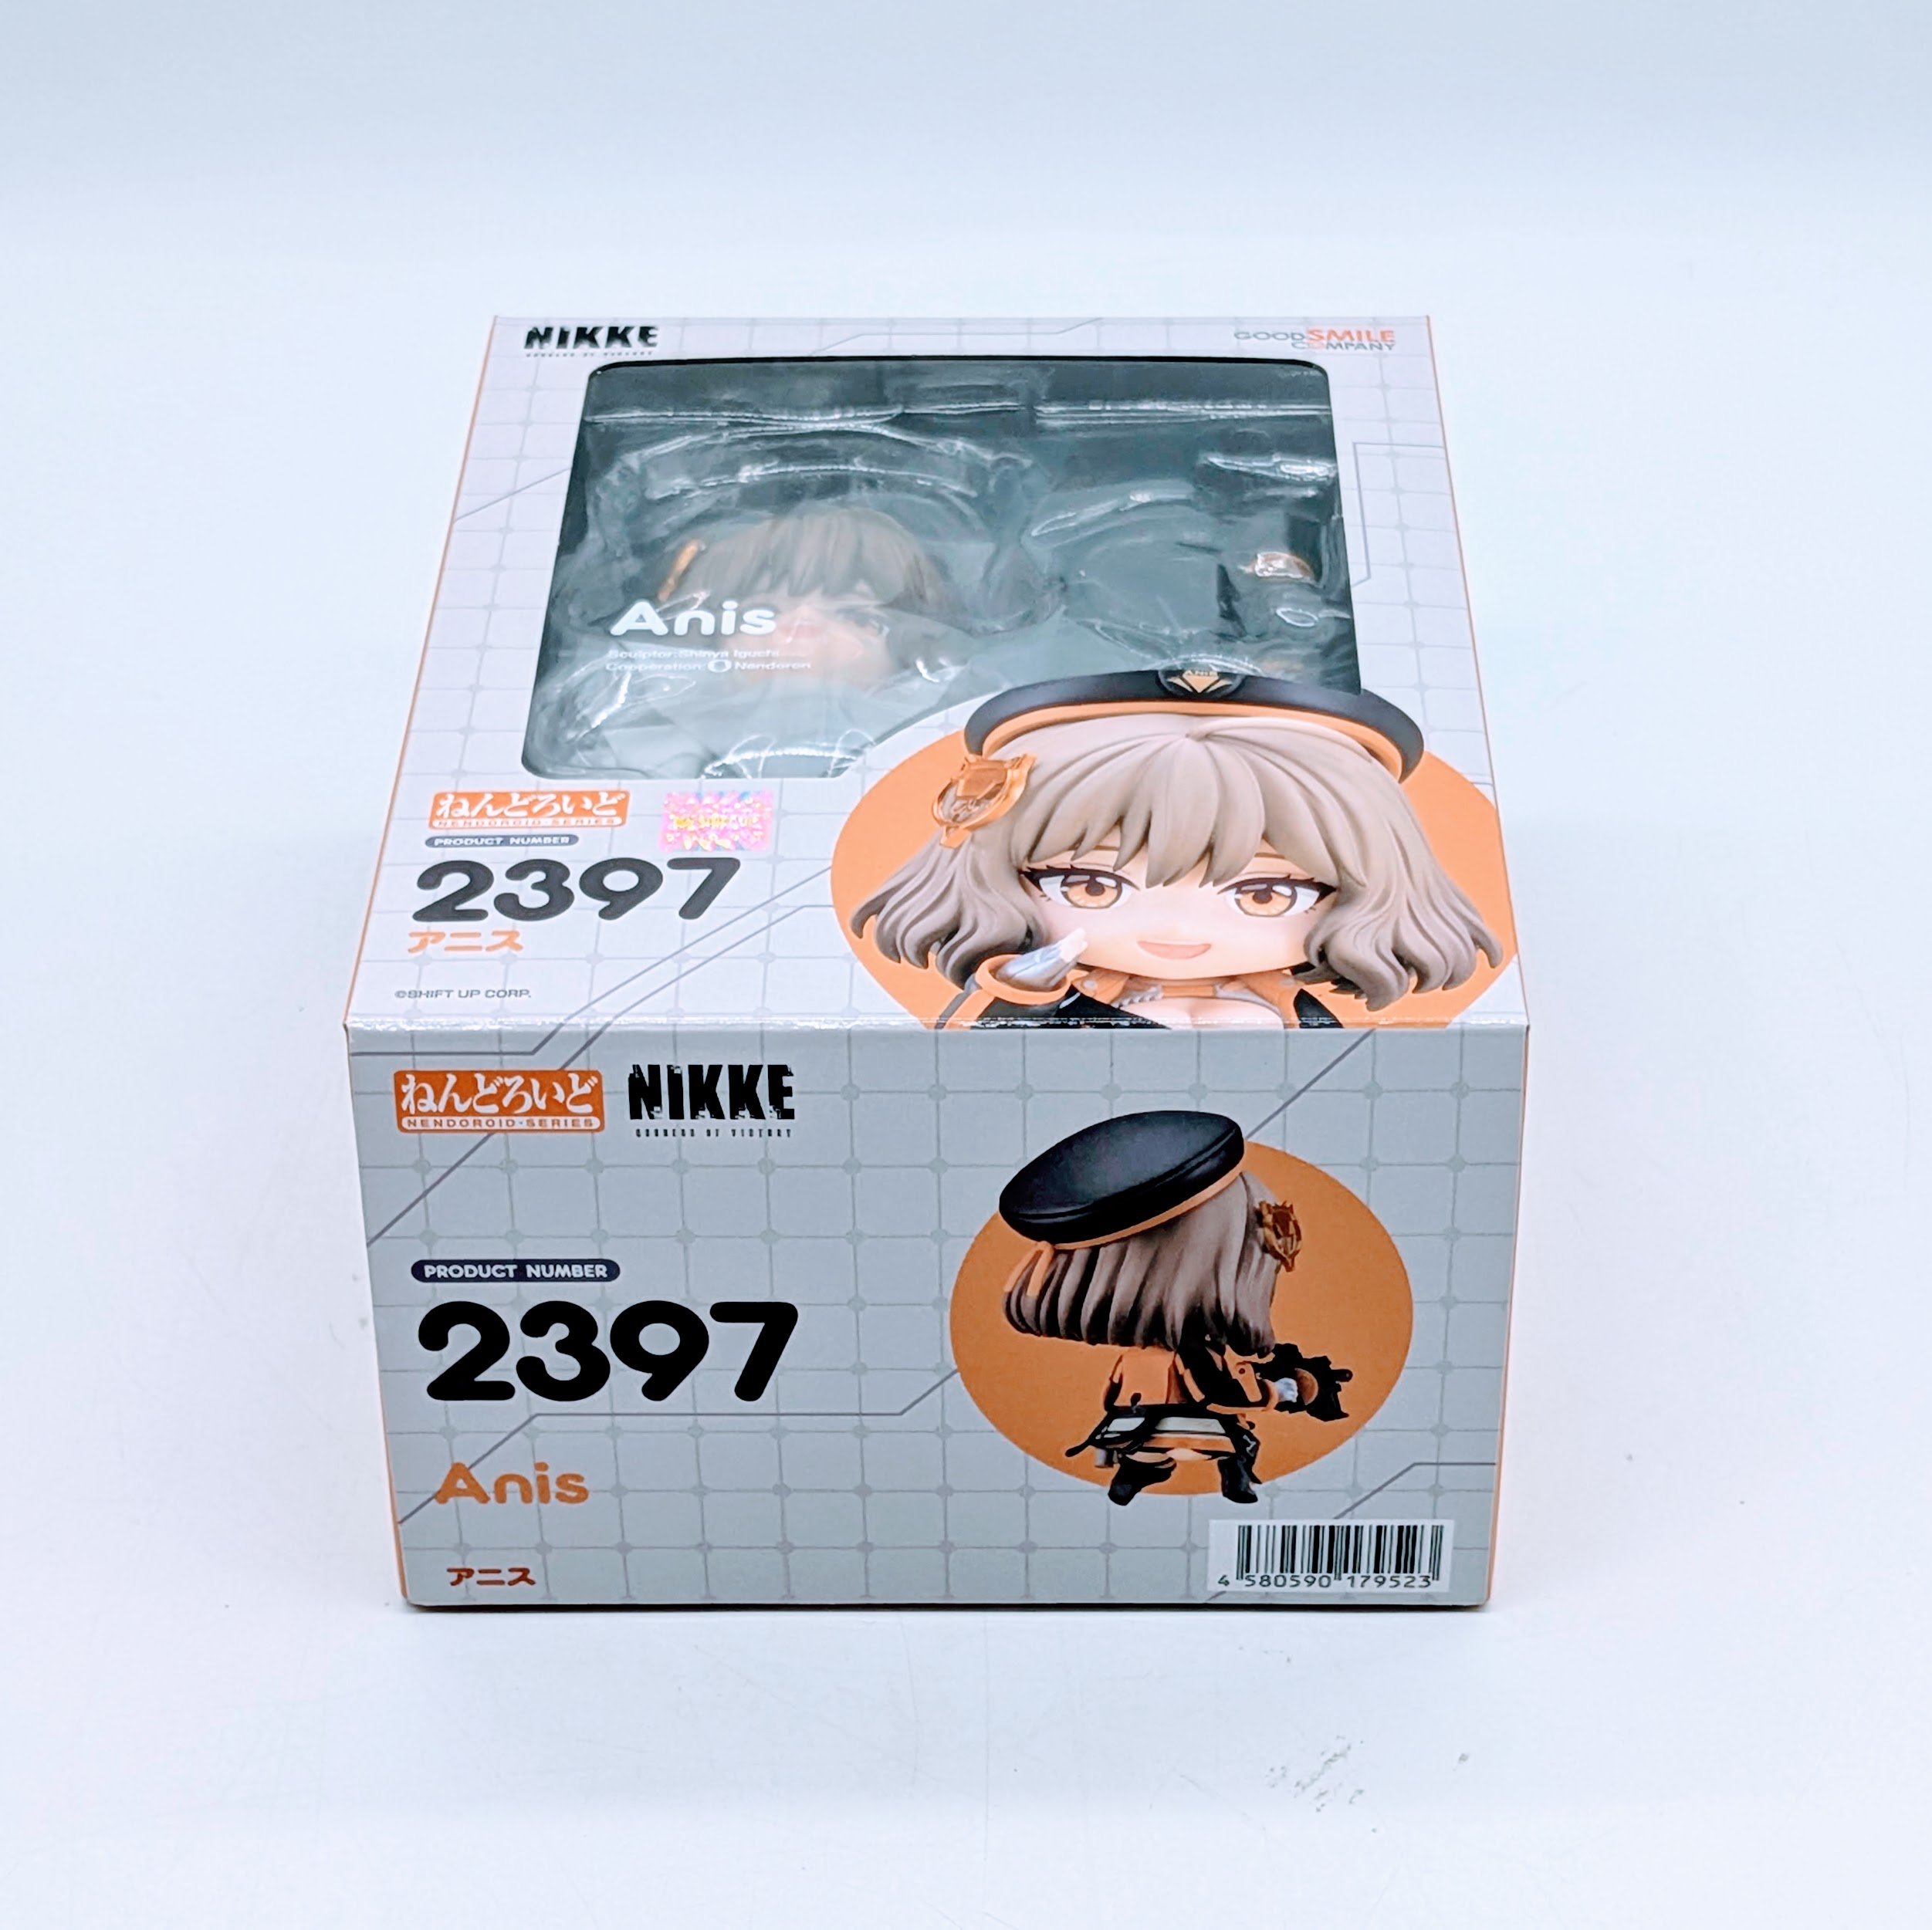 NIKKE
GODDESS OF VICTORY
GOODSMILE
COMPANY
Anis
Sculptor: Shinya Iguchi
Cooperation: Nendoron
ANIS
ねんどろいど
NENDOROID・SERIES
PRODUCT NUMBER
2397
アニス
©SHIFT UP CORP.
ねんどろいど
NENDOROID・SERIES
NIKKE
GODDESS OF VICTORY
PRODUCT NUMBER
2397
Anis
アニス
4 580590 179523